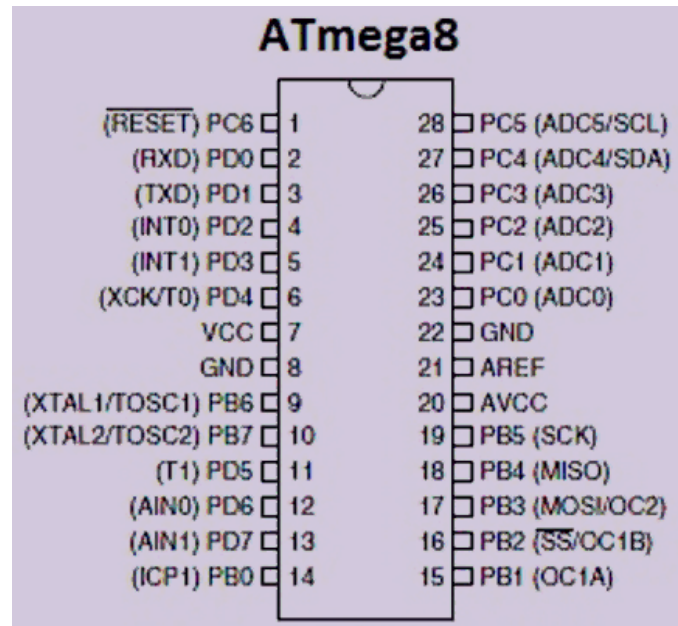 ATmega8
(RESET) PC6 1 28 PC5 (ADC5/SCL)
(RXD) PD0 2 27 PC4 (ADC4/SDA)
(TXD) PD1 3 26 PC3 (ADC3)
(INT0) PD2 4 25 PC2 (ADC2)
(INT1) PD3 5 24 PC1 (ADC1)
(XCK/T0) PD4 6 23 PC0 (ADC0)
VCC 7 22 GND
GND 8 21 AREF
(XTAL1/TOSC1) PB6 9 20 AVCC
(XTAL2/TOSC2) PB7 10 19 PB5 (SCK)
(T1) PD5 11 18 PB4 (MISO)
(AIN0) PD6 12 17 PB3 (MOSI/OC2)
(AIN1) PD7 13 16 PB2 (SS/OC1B)
(ICP1) PB0 14 15 PB1 (OC1A)